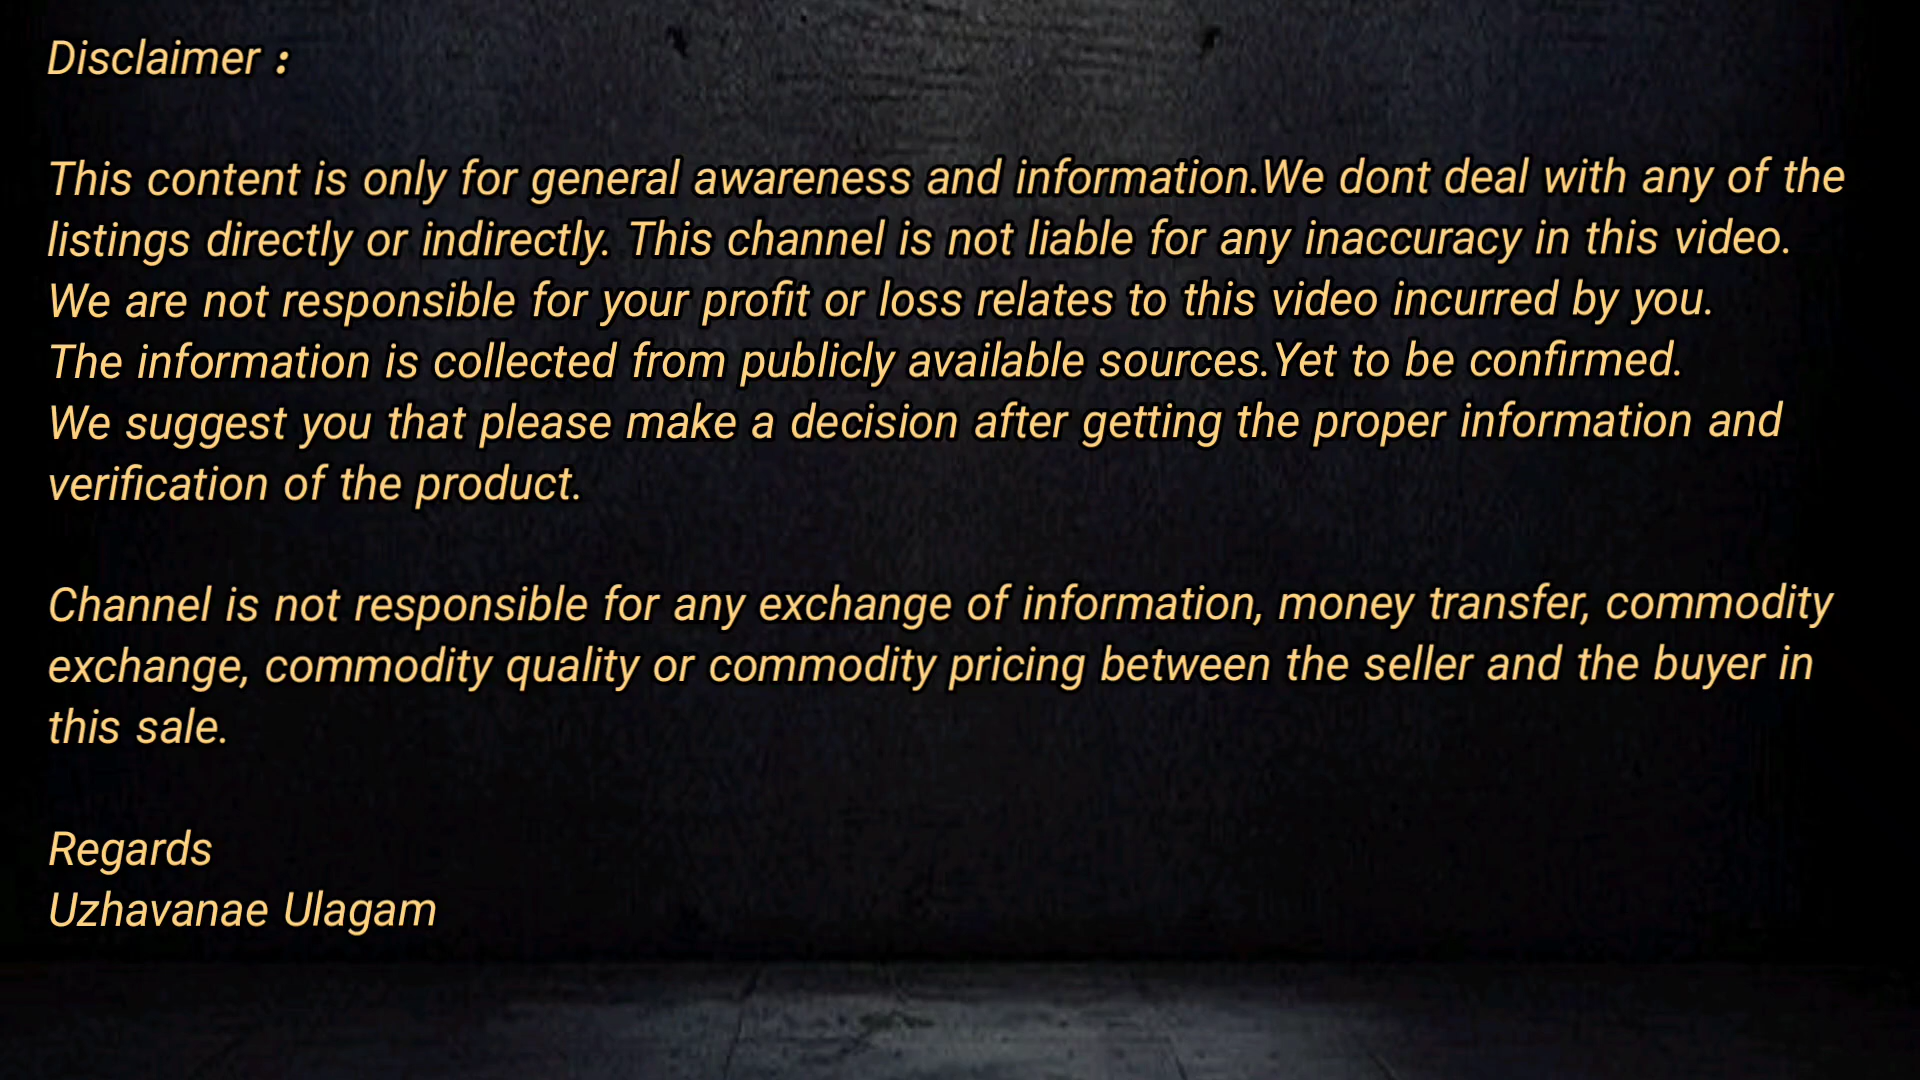 Disclaimer :
This content is only for general awareness and information.We dont deal with any of the
listings directly or indirectly. This channel is not liable for any inaccuracy in this video.
We are not responsible for your profit or loss relates to this video incurred by you.
The information is collected from publicly available sources.Yet to be confirmed.
We suggest you that please make a decision after getting the proper information and
verification of the product.
Channel is not responsible for any exchange of information, money transfer, commodity
exchange, commodity quality or commodity pricing between the seller and the buyer in
this sale.
Regards
Uzhavanae Ulagam